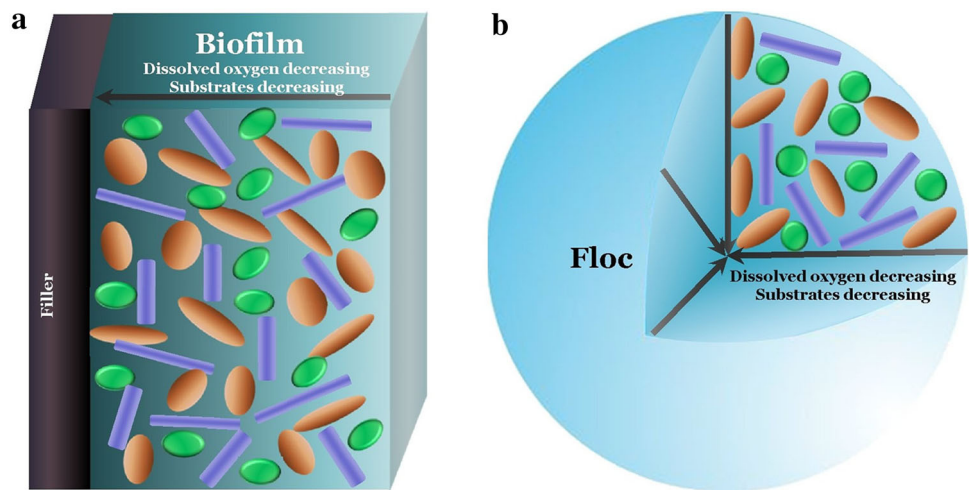 a
Biofilm
Dissolved oxygen decreasing
Substrates decreasing
Filler
b
Floc
Dissolved oxygen decreasing
Substrates decreasing